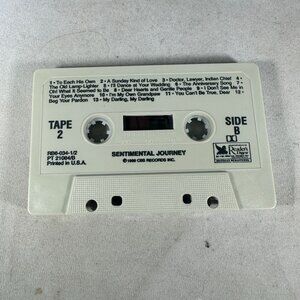 1 - To Each His Own • 2 - A Sunday Kind of Love • 3 - Doctor, Lawyer, Indian Chief 4 -
The Old Lamp-Lighter • 5 - I'll Dance at Your Wedding • 6 - The Anniversary Song • 7 -
Oh! What It Seemed to Be • 8 - Dear Hearts and Gentle People • 9 - I Don't See Me in
Your Eyes Anymore • 10 - I'm My Own Grandpaw • 11 - You Can't Be True, Dear • 12 -
Beg Your Pardon • 13 - My Darling, My Darling
TAPE
2
SIDE
B
RB6-034-1/2
PT 21084/B
Printed in U.S.A.
SENTIMENTAL JOURNEY
CBS RECORDS INC.
Reader's
Digest